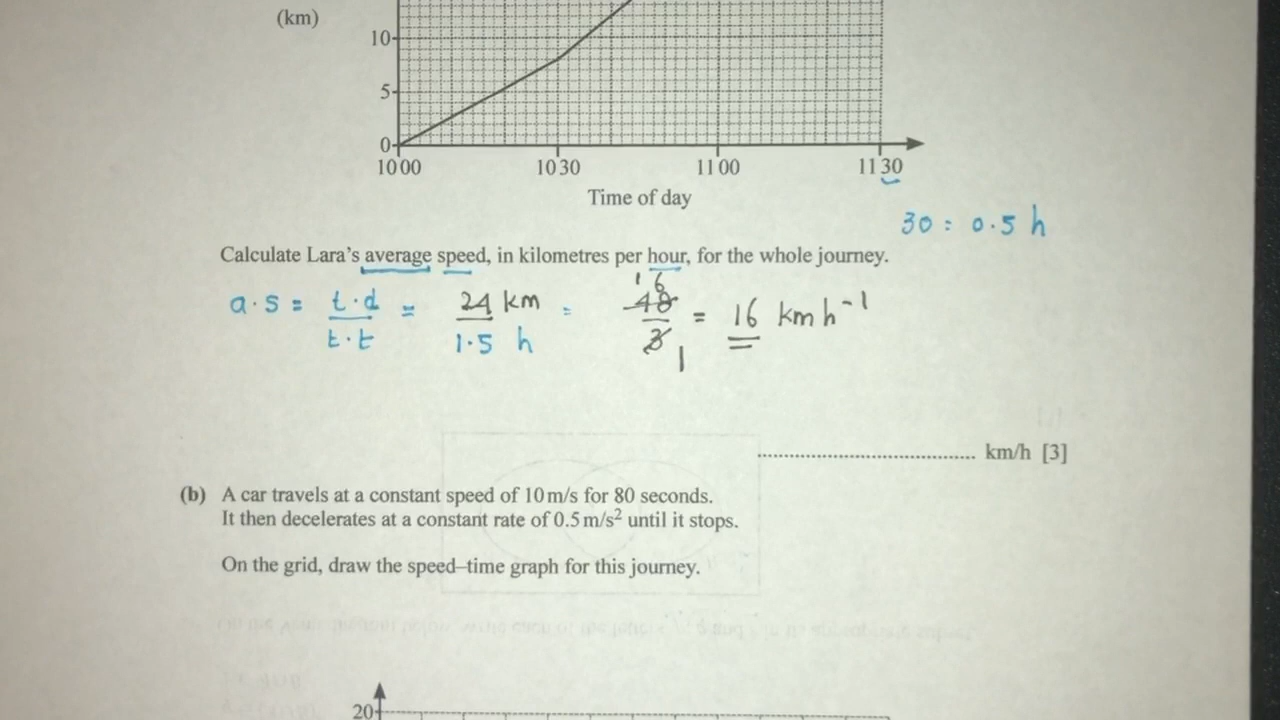 (km)
10
5
0
10 00 10 30 11 00 11 30
Time of day
30 = 0.5 h
Calculate Lara's average speed, in kilometres per hour, for the whole journey.
a.s = t.d / t.t = 24 km / 1.5 h = 48 / 3 = 16 km h⁻¹
16
1
km/h [3]
(b) A car travels at a constant speed of 10 m/s for 80 seconds.
It then decelerates at a constant rate of 0.5 m/s² until it stops.
On the grid, draw the speed–time graph for this journey.
20